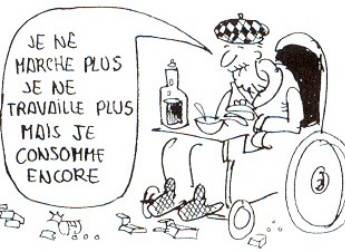 JE NE
MARCHE PLUS
JE NE
TRAVAILLE PLUS
MAIS JE
CONSOMME
ENCORE